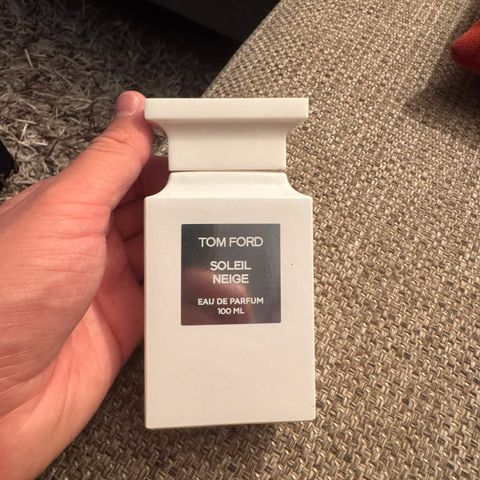 TOM FORD
SOLEIL
NEIGE
EAU DE PARFUM
100 ML